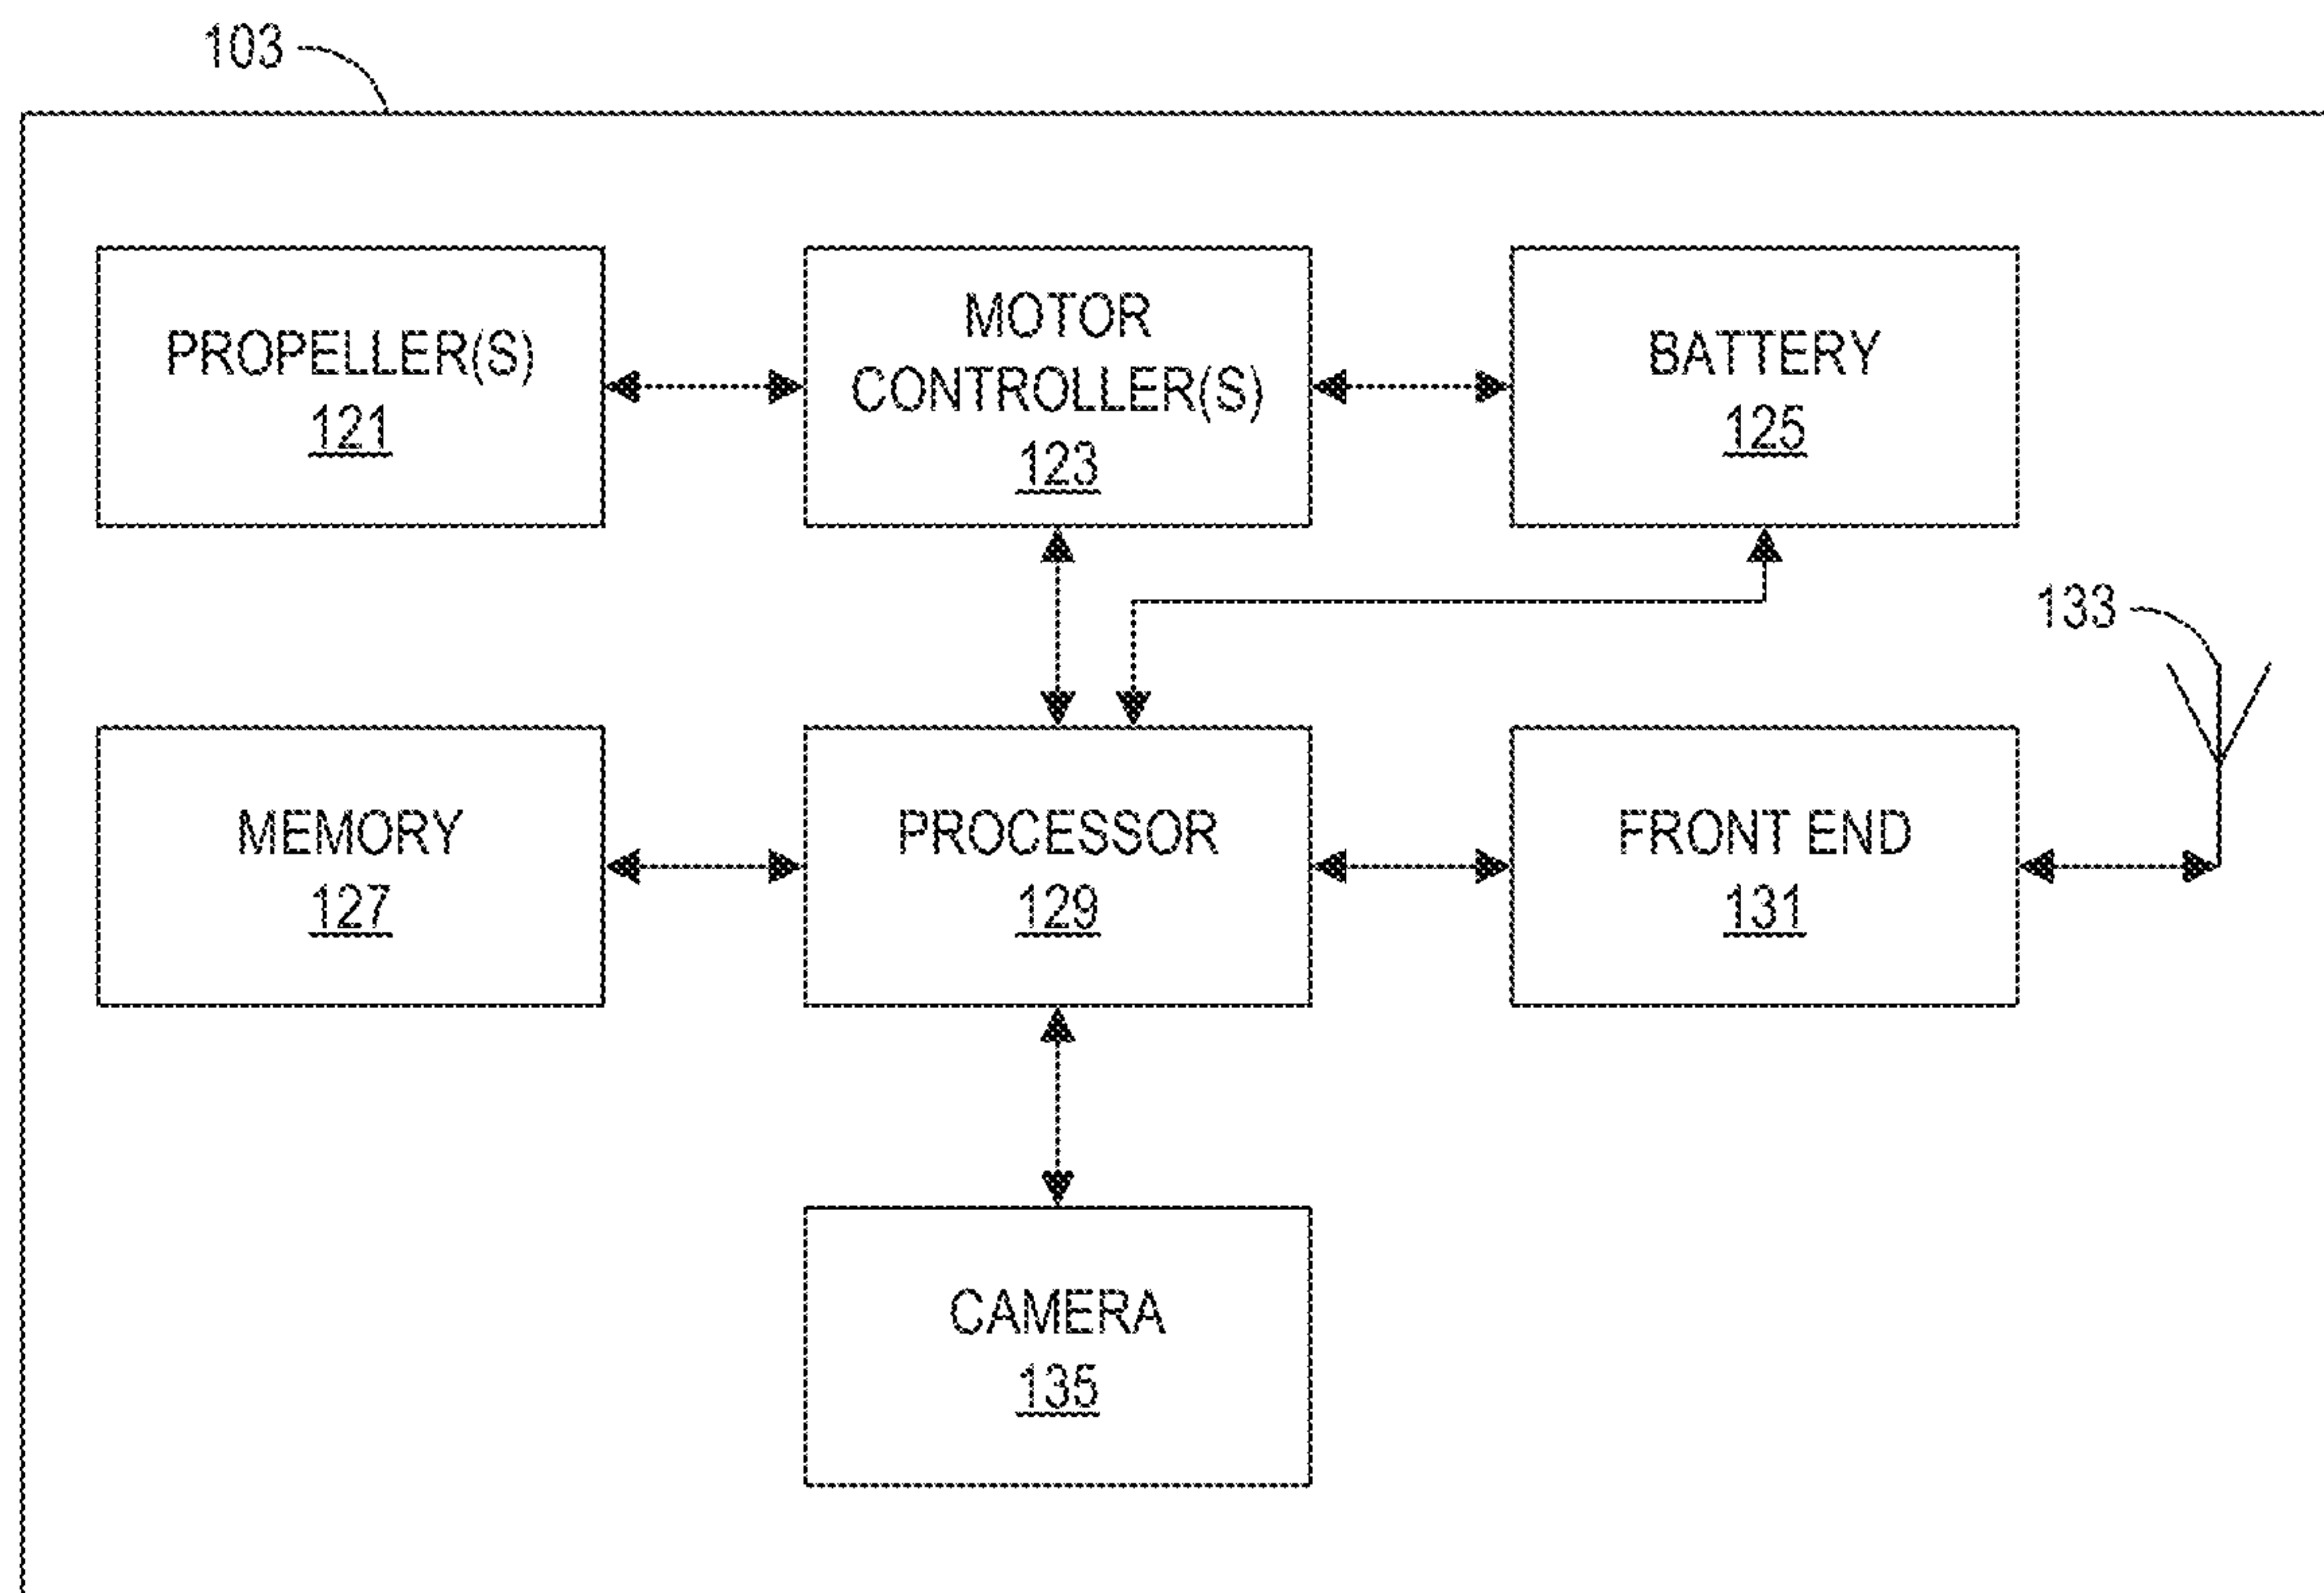 103
PROPELLER(S)
121
MOTOR
CONTROLLER(S)
123
BATTERY
125
133
MEMORY
127
PROCESSOR
129
FRONT END
131
CAMERA
135